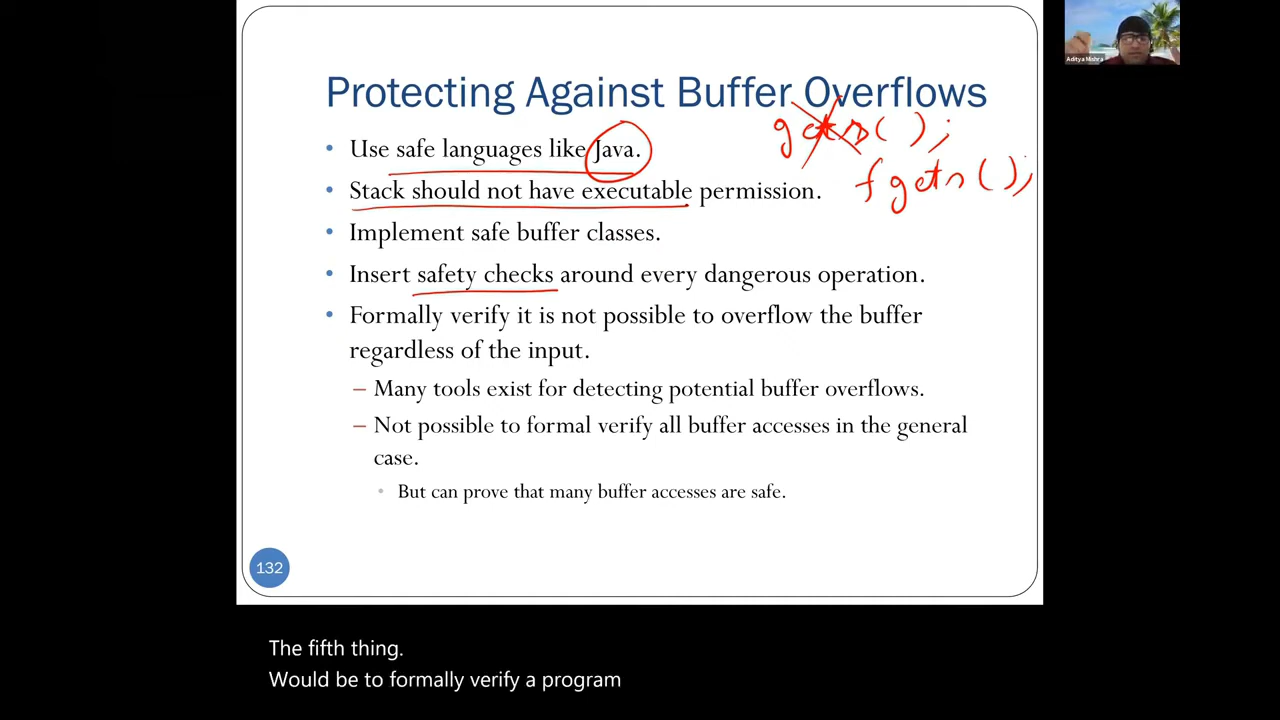 Aditya Mishra
Protecting Against Buffer Overflows
gets();
• Use safe languages like Java.
fgets();
• Stack should not have executable permission.
• Implement safe buffer classes.
• Insert safety checks around every dangerous operation.
• Formally verify it is not possible to overflow the buffer
regardless of the input.
– Many tools exist for detecting potential buffer overflows.
– Not possible to formal verify all buffer accesses in the general
case.
• But can prove that many buffer accesses are safe.
132
The fifth thing.
Would be to formally verify a program